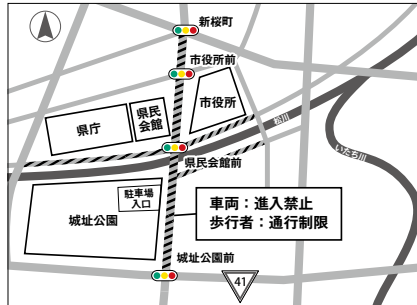 新桜町
市役所前
市役所
県庁
県民
会館
松川
県民会館前
いたち川
駐車場
入口
城址公園
車両：進入禁止
歩行者：通行制限
城址公園前
41